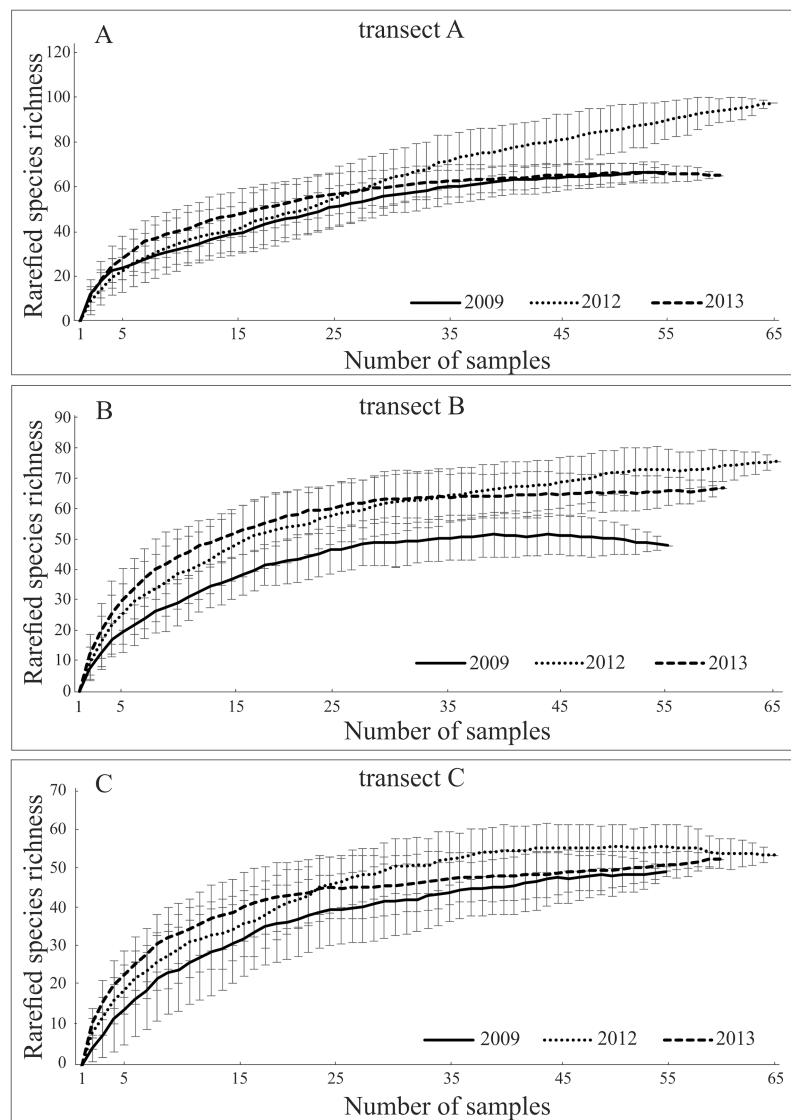 A
transect A
120
100
80
60
40
20
0
Rarefied species richness
2009 2012 2013
1 5 15 25 35 45 55 65
Number of samples
B
transect B
90
80
70
60
50
40
30
20
10
0
Rarefied species richness
2009 2012 2013
1 5 15 25 35 45 55 65
Number of samples
C
transect C
70
60
50
40
30
20
10
0
Rarefied species richness
2009 2012 2013
1 5 15 25 35 45 55 65
Number of samples